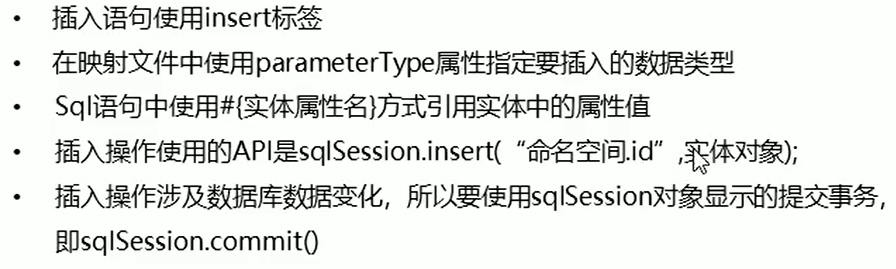 • 插入语句使用insert标签
• 在映射文件中使用parameterType属性指定要插入的数据类型
• Sql语句中使用#{实体属性名}方式引用实体中的属性值
• 插入操作使用的API是sqlSession.insert(“命名空间.id”,实体对象);
• 插入操作涉及数据库数据变化，所以要使用sqlSession对象显示的提交事务，
即sqlSession.commit()